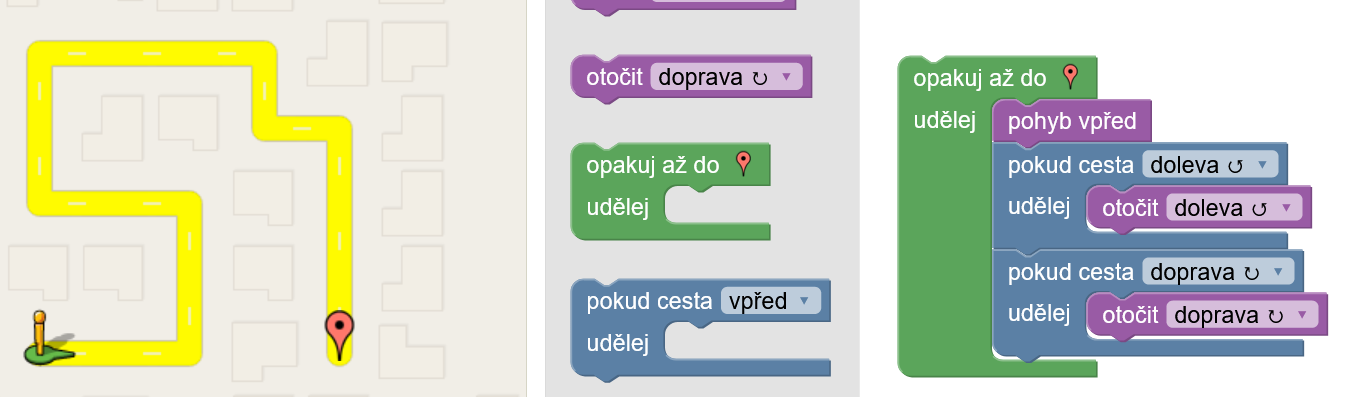 otočit doprava ↻
opakuj až do
udělej
pokud cesta vpřed
udělej
opakuj až do
udělej pohyb vpřed
pokud cesta doleva ↺
udělej otočit doleva ↺
pokud cesta doprava ↻
udělej otočit doprava ↻